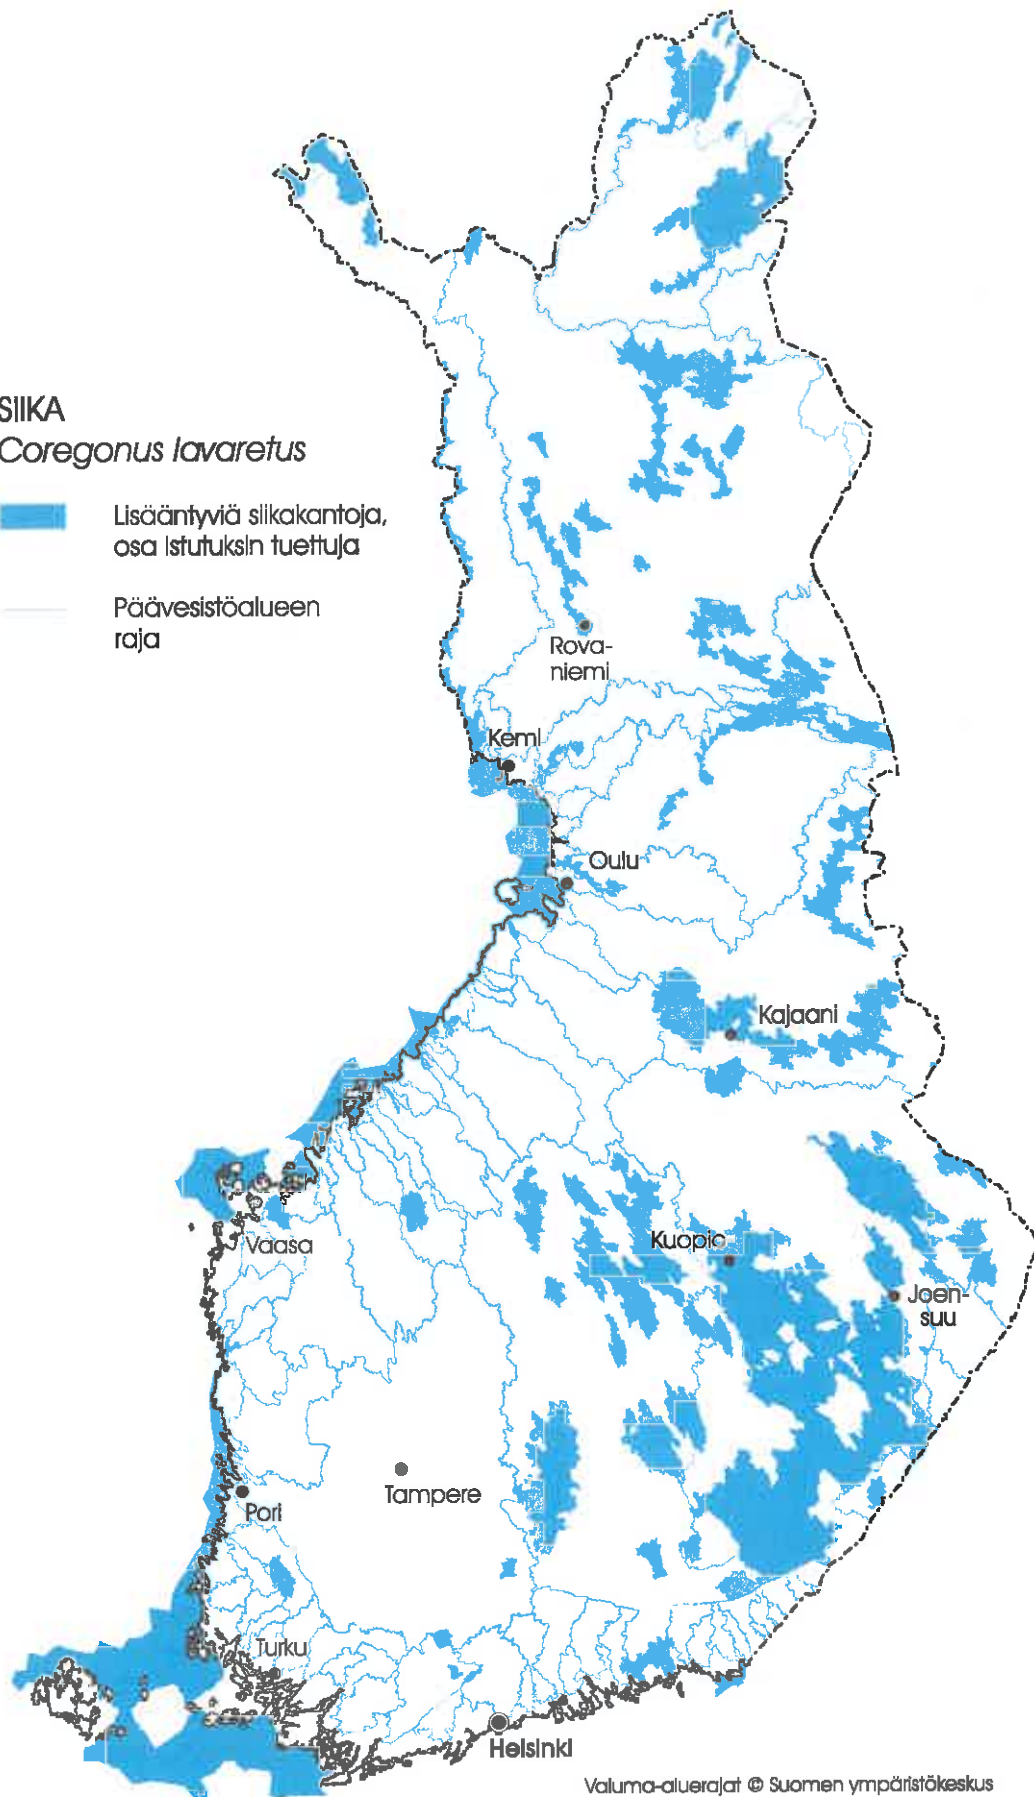 SIIKA
Coregonus lavaretus
Lisääntyviä siikakantoja,
osa istutuksin tuettuja
Päävesistöalueen
raja
Rova-
niemi
Kemi
Oulu
Kajaani
Vaasa
Kuopio
Joen-
suu
Tampere
Pori
Turku
Helsinki
Valuma-aluerajat © Suomen ympäristökeskus